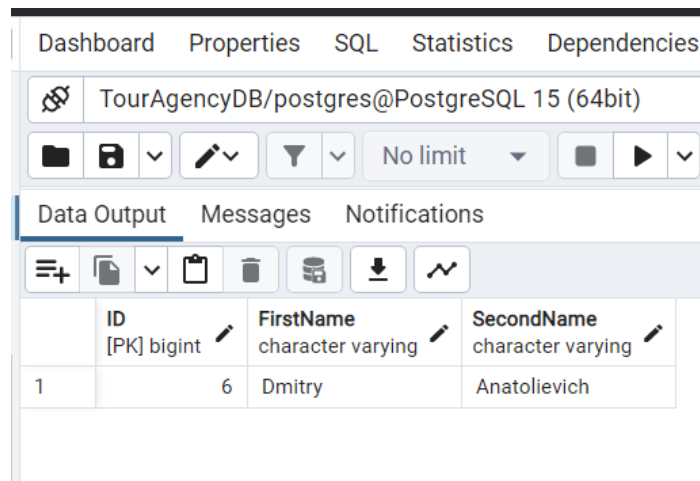 Dashboard Properties SQL Statistics Dependencies
TourAgencyDB/postgres@PostgreSQL 15 (64bit)
No limit
Data Output Messages Notifications
ID FirstName SecondName
[PK] bigint character varying character varying
1 6 Dmitry Anatolievich